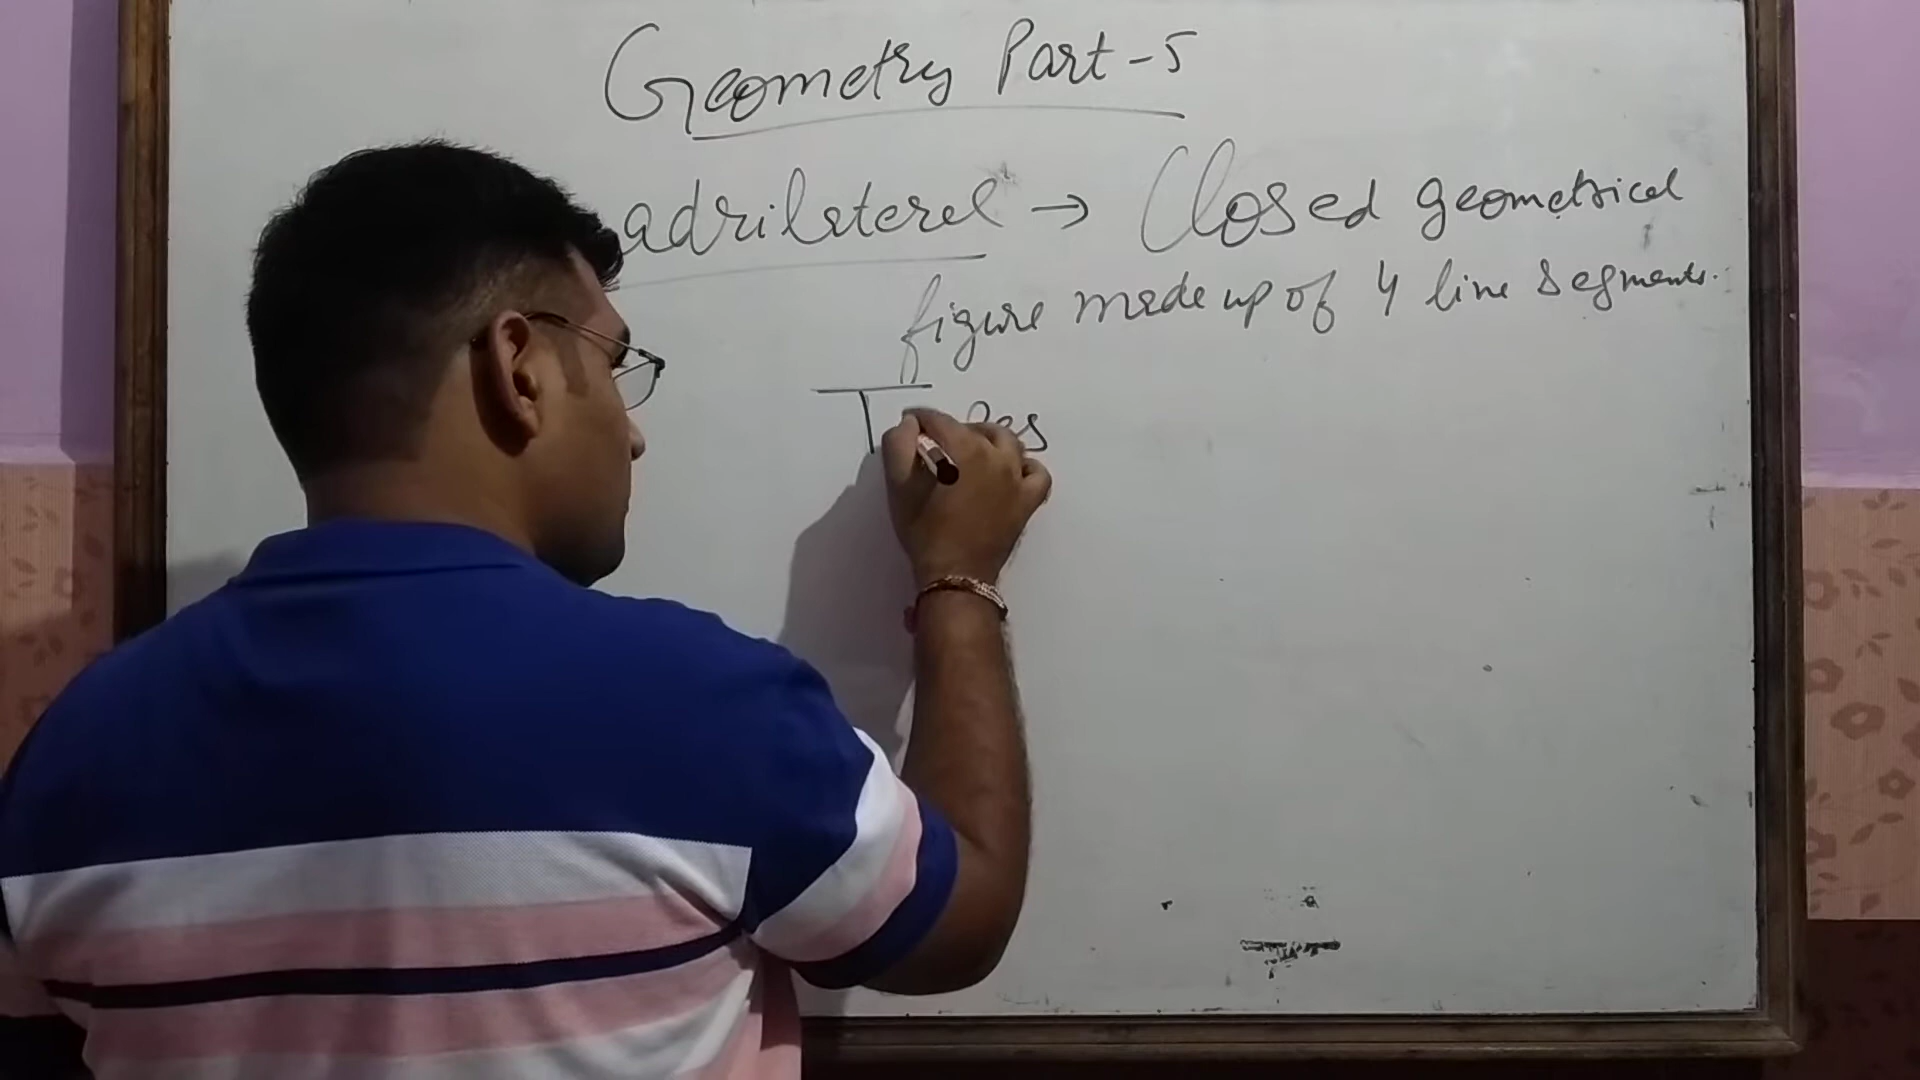 Geometry Part-5
adrilaterel → Closed geometrical
figure made up of 4 line segments.